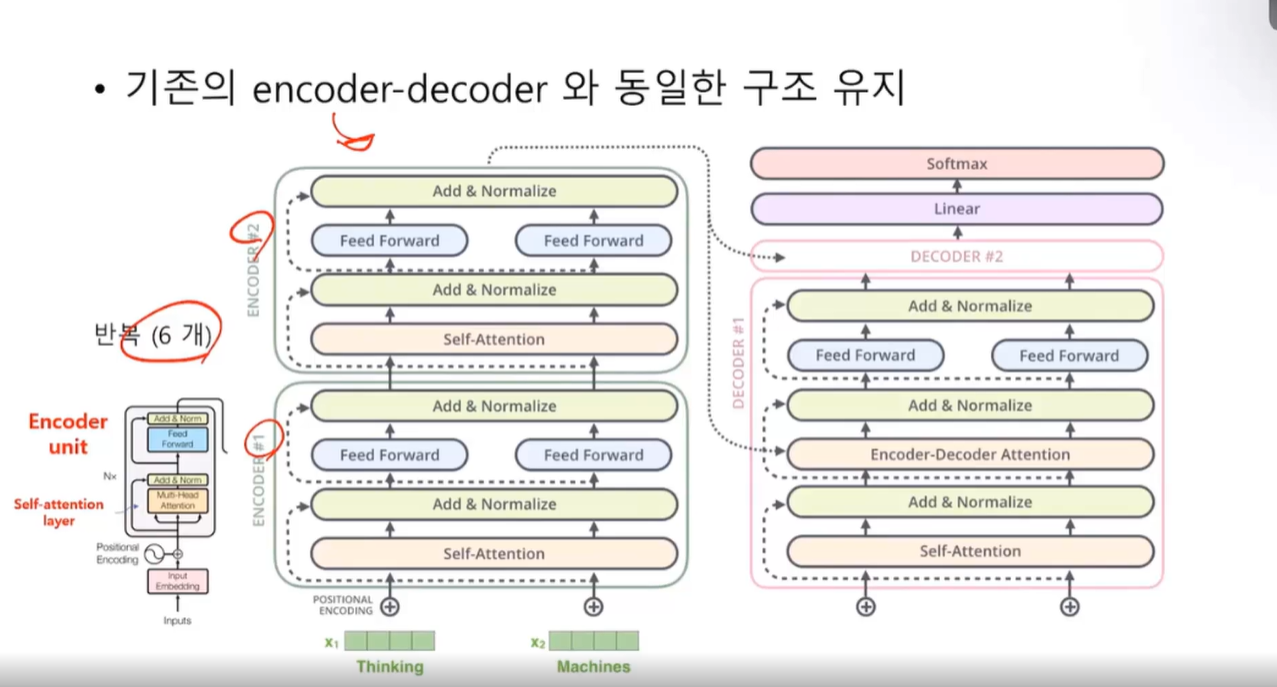 • 기존의 encoder-decoder 와 동일한 구조 유지
반복 (6 개)
Encoder
unit
Self-attention
layer
Add & Norm
Feed
Forward
Nx
Add & Norm
Multi-Head
Attention
Positional
Encoding
Input
Embedding
Inputs
ENCODER #2
Add & Normalize
Feed Forward Feed Forward
Add & Normalize
Self-Attention
ENCODER #1
Add & Normalize
Feed Forward Feed Forward
Add & Normalize
Self-Attention
POSITIONAL
ENCODING
x₁ x₂
Thinking Machines
Softmax
Linear
DECODER #2
DECODER #1
Add & Normalize
Feed Forward Feed Forward
Add & Normalize
Encoder-Decoder Attention
Add & Normalize
Self-Attention